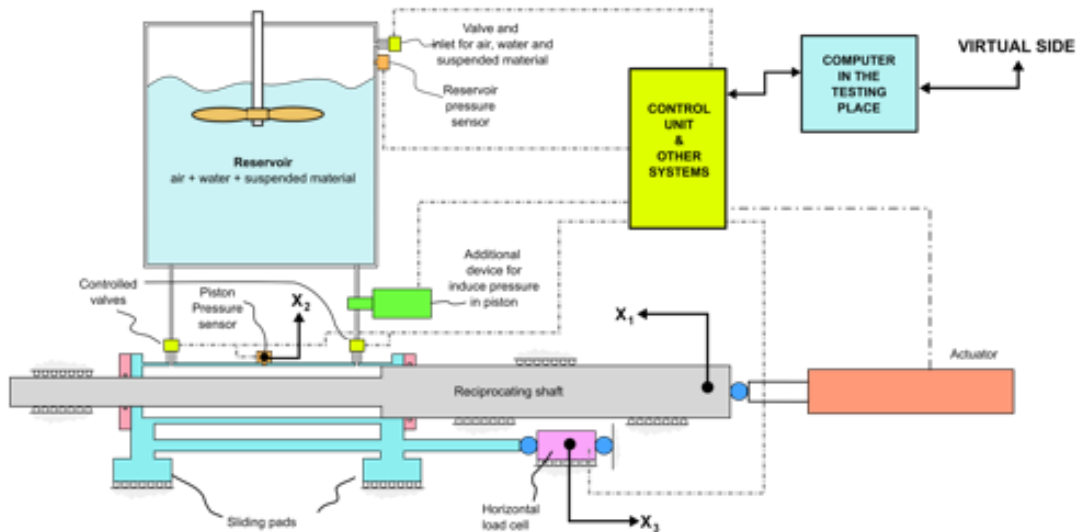 Valve and
inlet for air, water and
suspended material
Reservoir
pressure
sensor
CONTROL
UNIT
&
OTHER
SYSTEMS
COMPUTER
IN THE
TESTING
PLACE
VIRTUAL SIDE
Reservoir
air + water + suspended material
Controlled
valves
Piston
Pressure
sensor
X2
Additional
device for
induce pressure
in piston
X1
Actuator
Reciprocating shaft
Sliding pads
Horizontal
load cell
X3